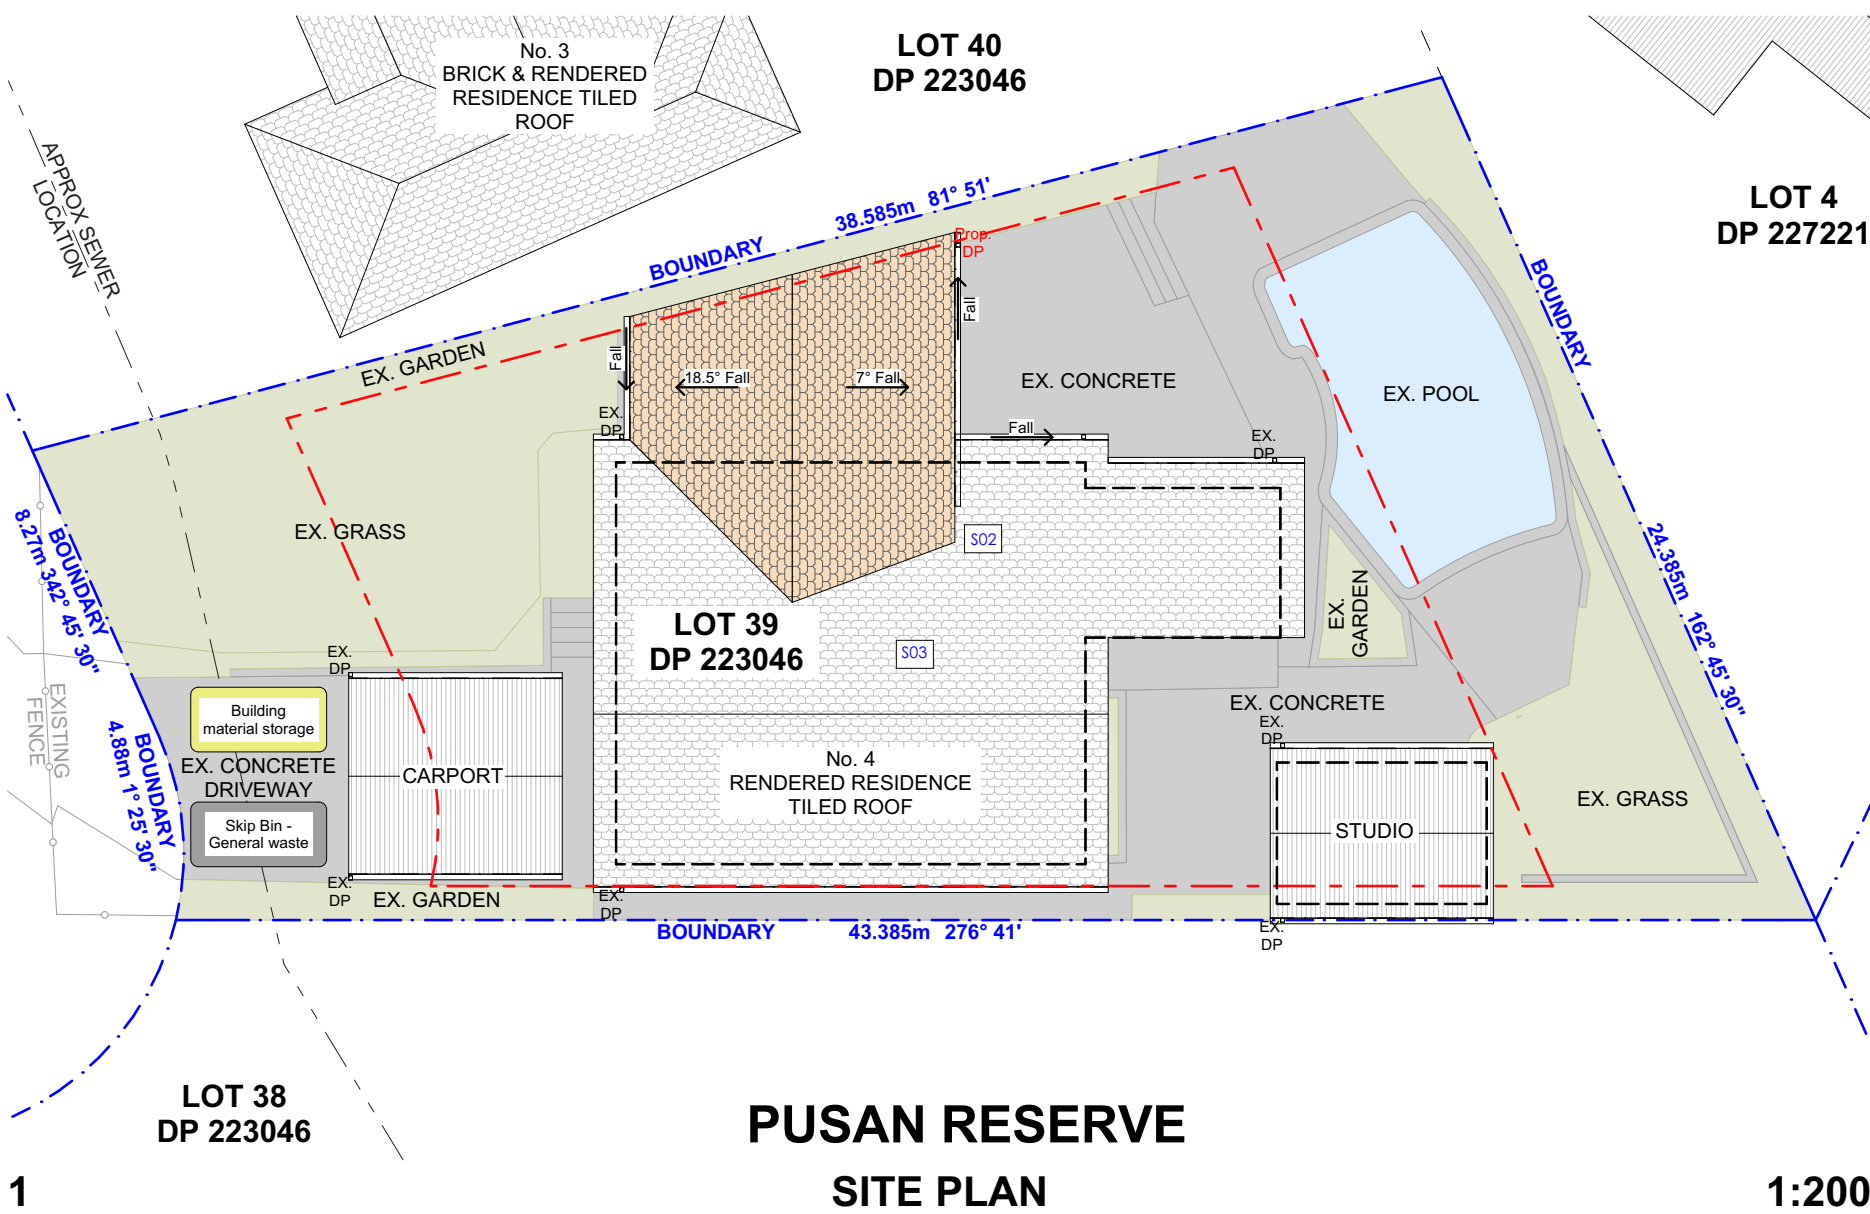 LOT 40
DP 223046
No. 3
BRICK & RENDERED
RESIDENCE TILED
ROOF
APPROX SEWER
LOCATION
LOT 4
DP 227221
BOUNDARY 38.585m 81° 51'
Prop.
DP
BOUNDARY
24.385m 162° 45' 30"
EX. GARDEN
Fall
Fall
18.5° Fall
7° Fall
EX. CONCRETE
EX. POOL
EX.
DP
Fall
EX.
DP
EX. GRASS
S02
BOUNDARY
8.27m 342° 45' 30"
EX.
GARDEN
LOT 39
DP 223046
S03
EX.
DP
EXISTING
FENCE
Building
material storage
EX. CONCRETE
DRIVEWAY
Skip Bin -
General waste
BOUNDARY
4.88m 1° 25' 30"
CARPORT
No. 4
RENDERED RESIDENCE
TILED ROOF
EX. CONCRETE
EX.
DP
STUDIO
EX. GRASS
EX.
DP
EX. GARDEN
EX.
DP
EX.
DP
BOUNDARY 43.385m 276° 41'
LOT 38
DP 223046
PUSAN RESERVE
1
SITE PLAN
1:200